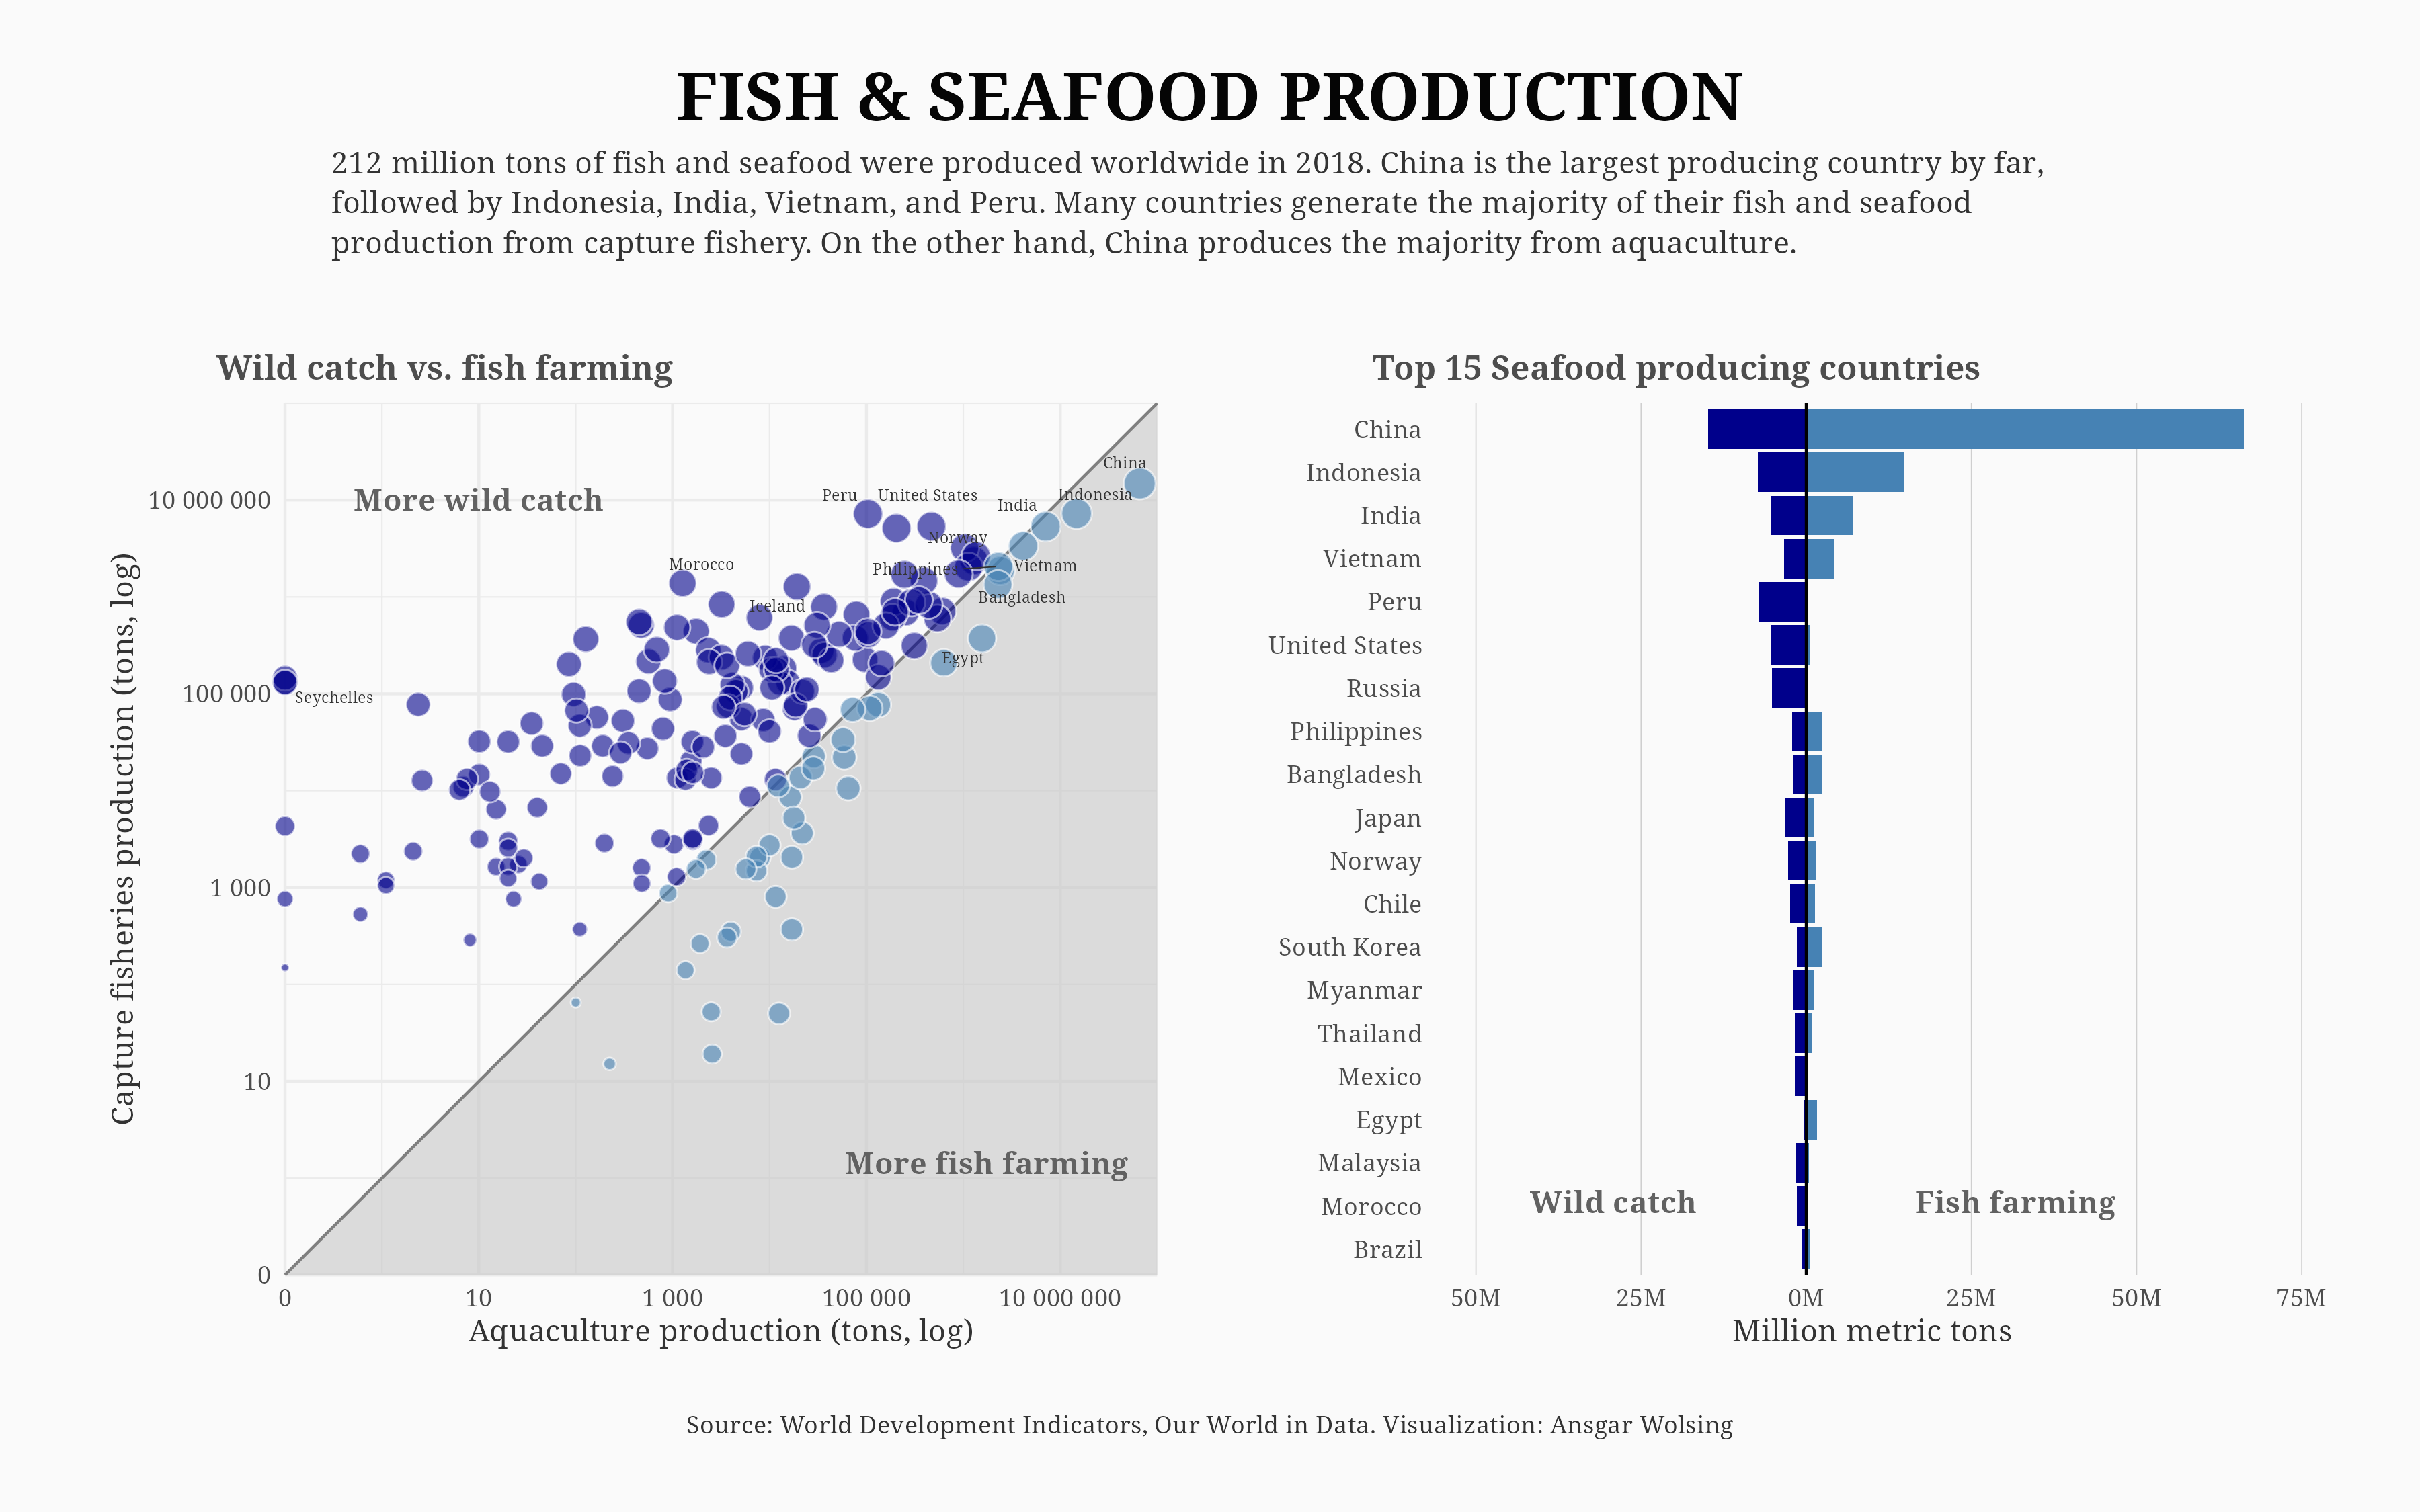 FISH & SEAFOOD PRODUCTION
212 million tons of fish and seafood were produced worldwide in 2018. China is the largest producing country by far,
followed by Indonesia, India, Vietnam, and Peru. Many countries generate the majority of their fish and seafood
production from capture fishery. On the other hand, China produces the majority from aquaculture.
Wild catch vs. fish farming
Capture fisheries production (tons, log)
10 000 000
100 000
1 000
10
0
More wild catch
China
Peru
United States
Indonesia
India
Norway
Morocco
Philippines
Vietnam
Bangladesh
Iceland
Egypt
Seychelles
More fish farming
0
10
1 000
100 000
10 000 000
Aquaculture production (tons, log)
Top 15 Seafood producing countries
China
Indonesia
India
Vietnam
Peru
United States
Russia
Philippines
Bangladesh
Japan
Norway
Chile
South Korea
Myanmar
Thailand
Mexico
Egypt
Malaysia
Morocco
Brazil
Wild catch
Fish farming
50M
25M
0M
25M
50M
75M
Million metric tons
Source: World Development Indicators, Our World in Data. Visualization: Ansgar Wolsing